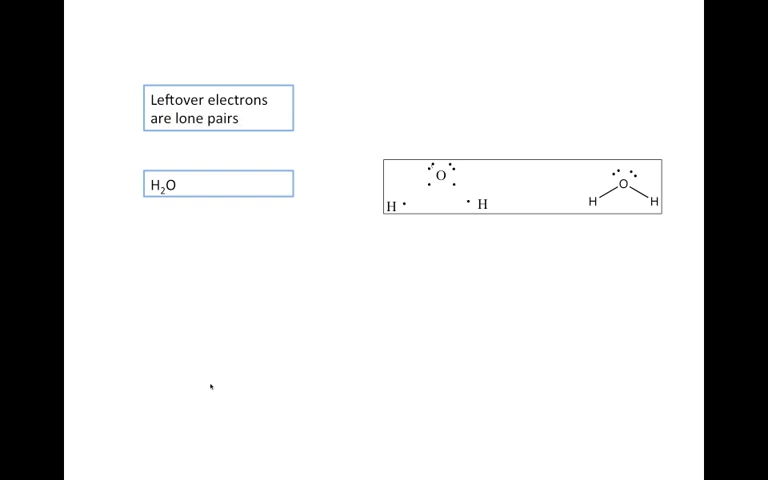 Leftover electrons
are lone pairs
H₂O
O
H H
O
H H